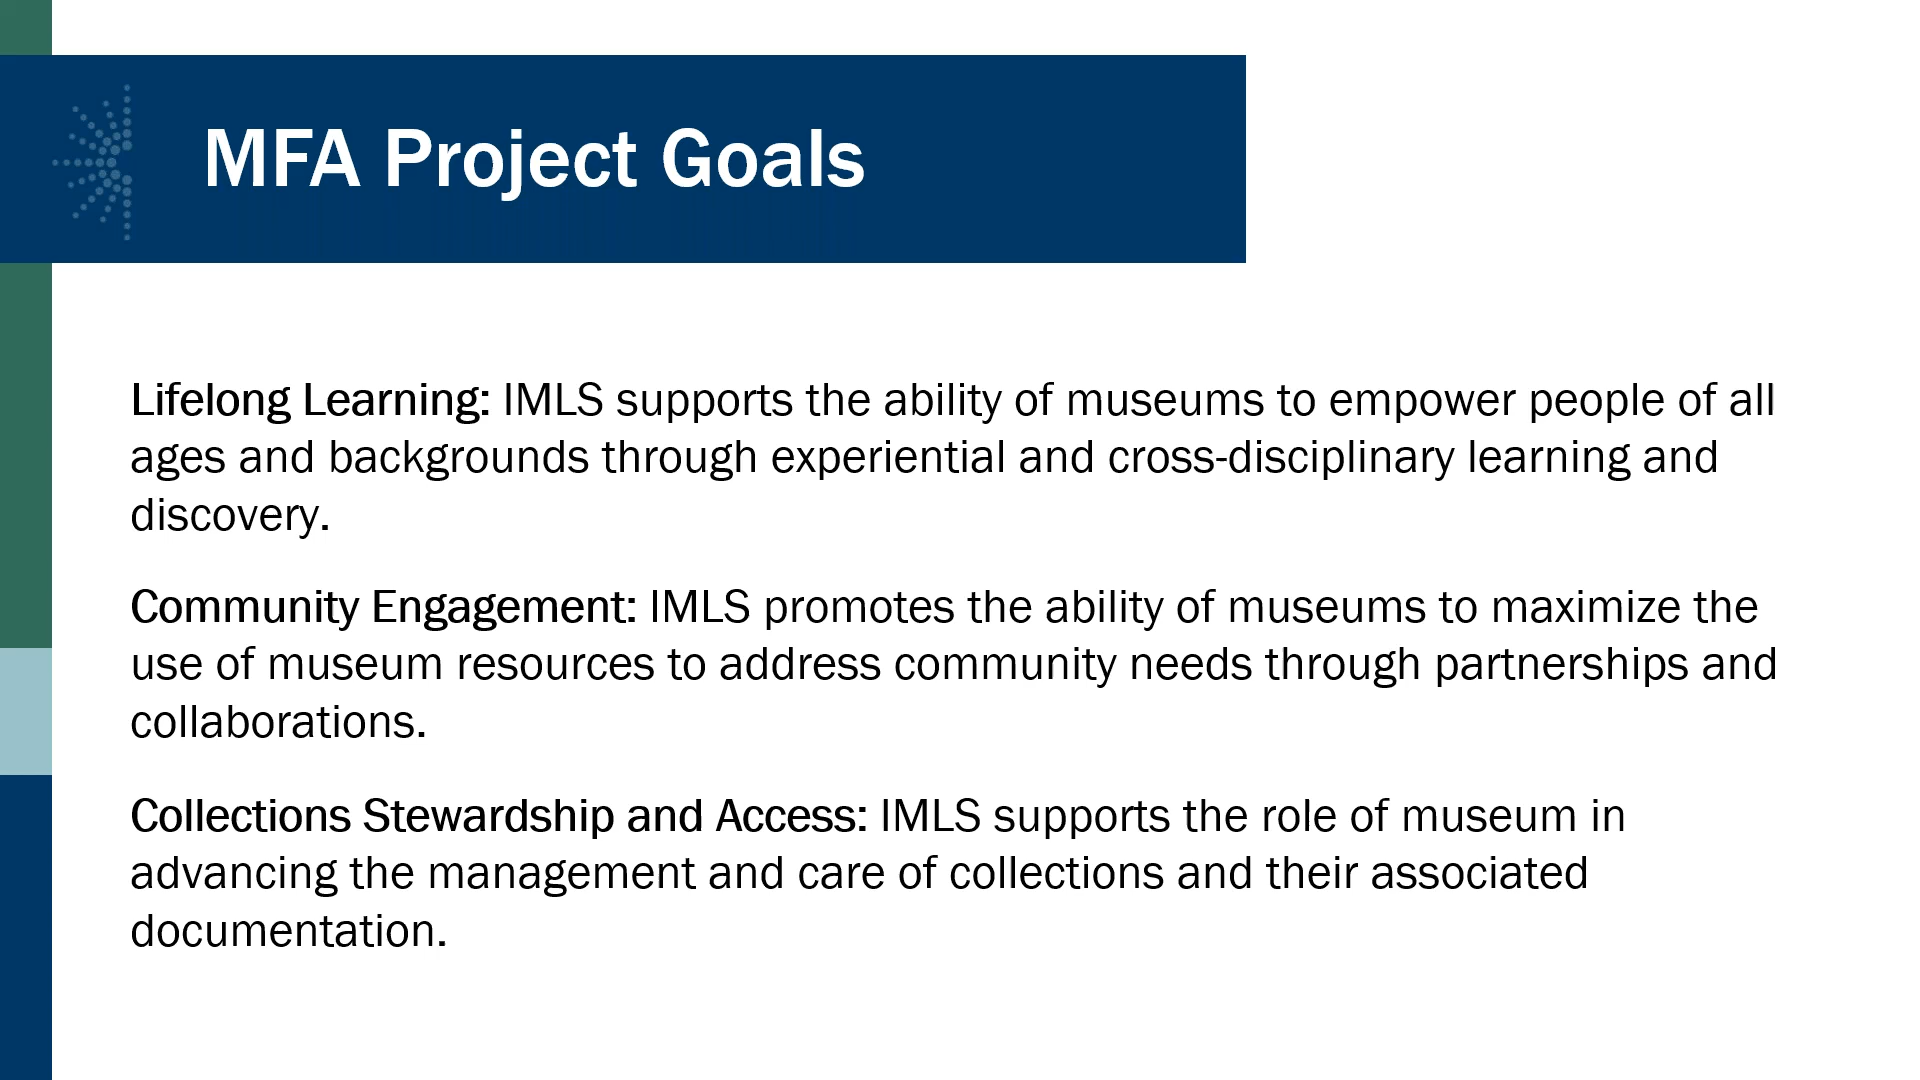 MFA Project Goals
Lifelong Learning: IMLS supports the ability of museums to empower people of all
ages and backgrounds through experiential and cross-disciplinary learning and
discovery.
Community Engagement: IMLS promotes the ability of museums to maximize the
use of museum resources to address community needs through partnerships and
collaborations.
Collections Stewardship and Access: IMLS supports the role of museum in
advancing the management and care of collections and their associated
documentation.